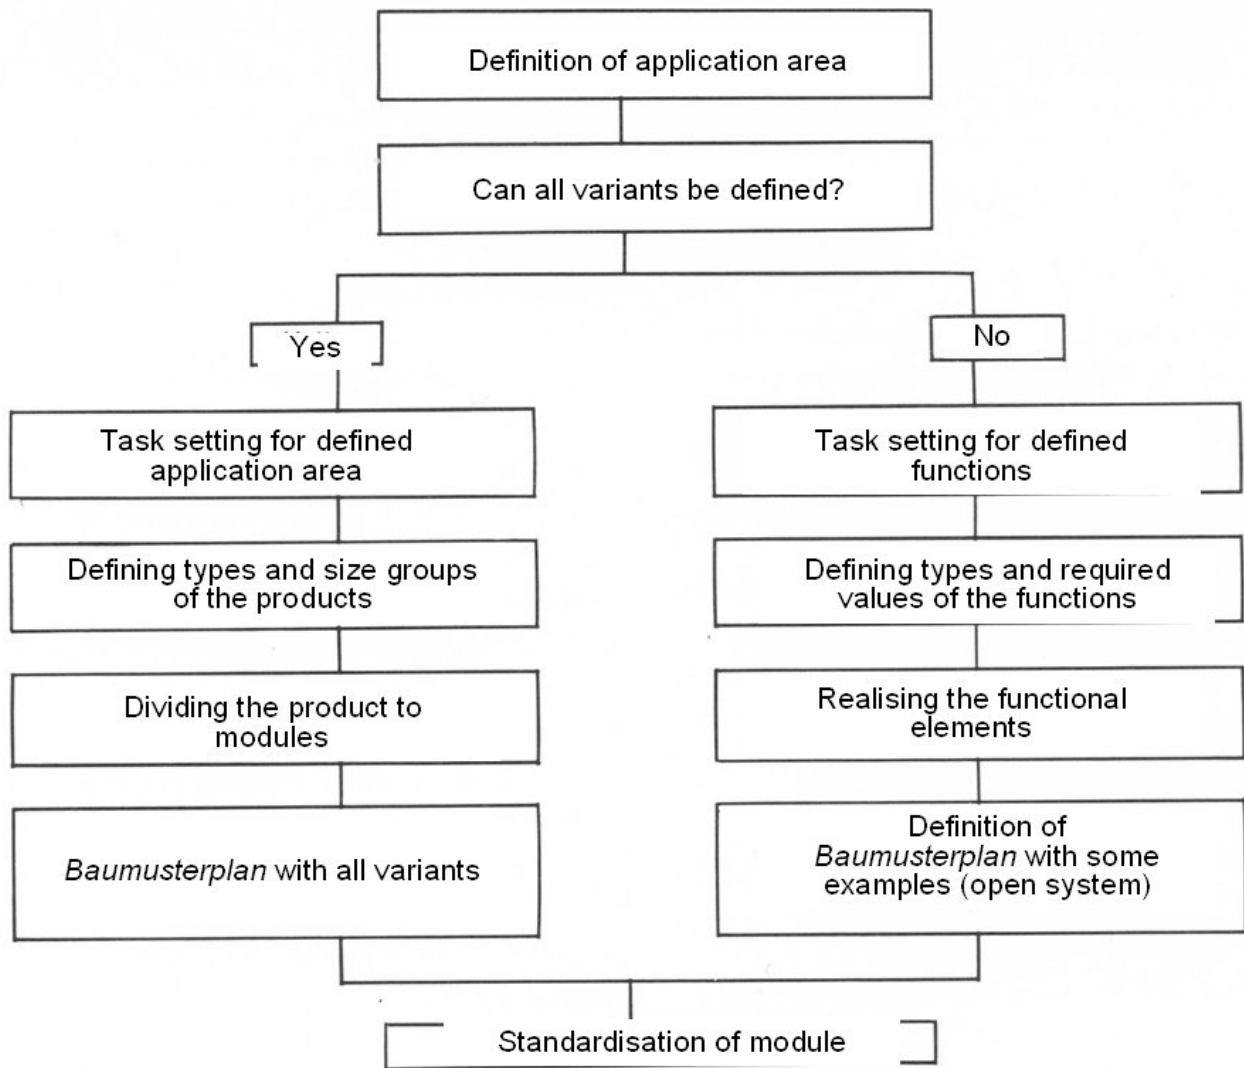 Definition of application area
Can all variants be defined?
Yes
No
Task setting for defined
application area
Task setting for defined
functions
Defining types and size groups
of the products
Defining types and required
values of the functions
Dividing the product to
modules
Realising the functional
elements
Baumusterplan with all variants
Definition of
Baumusterplan with some
examples (open system)
Standardisation of module